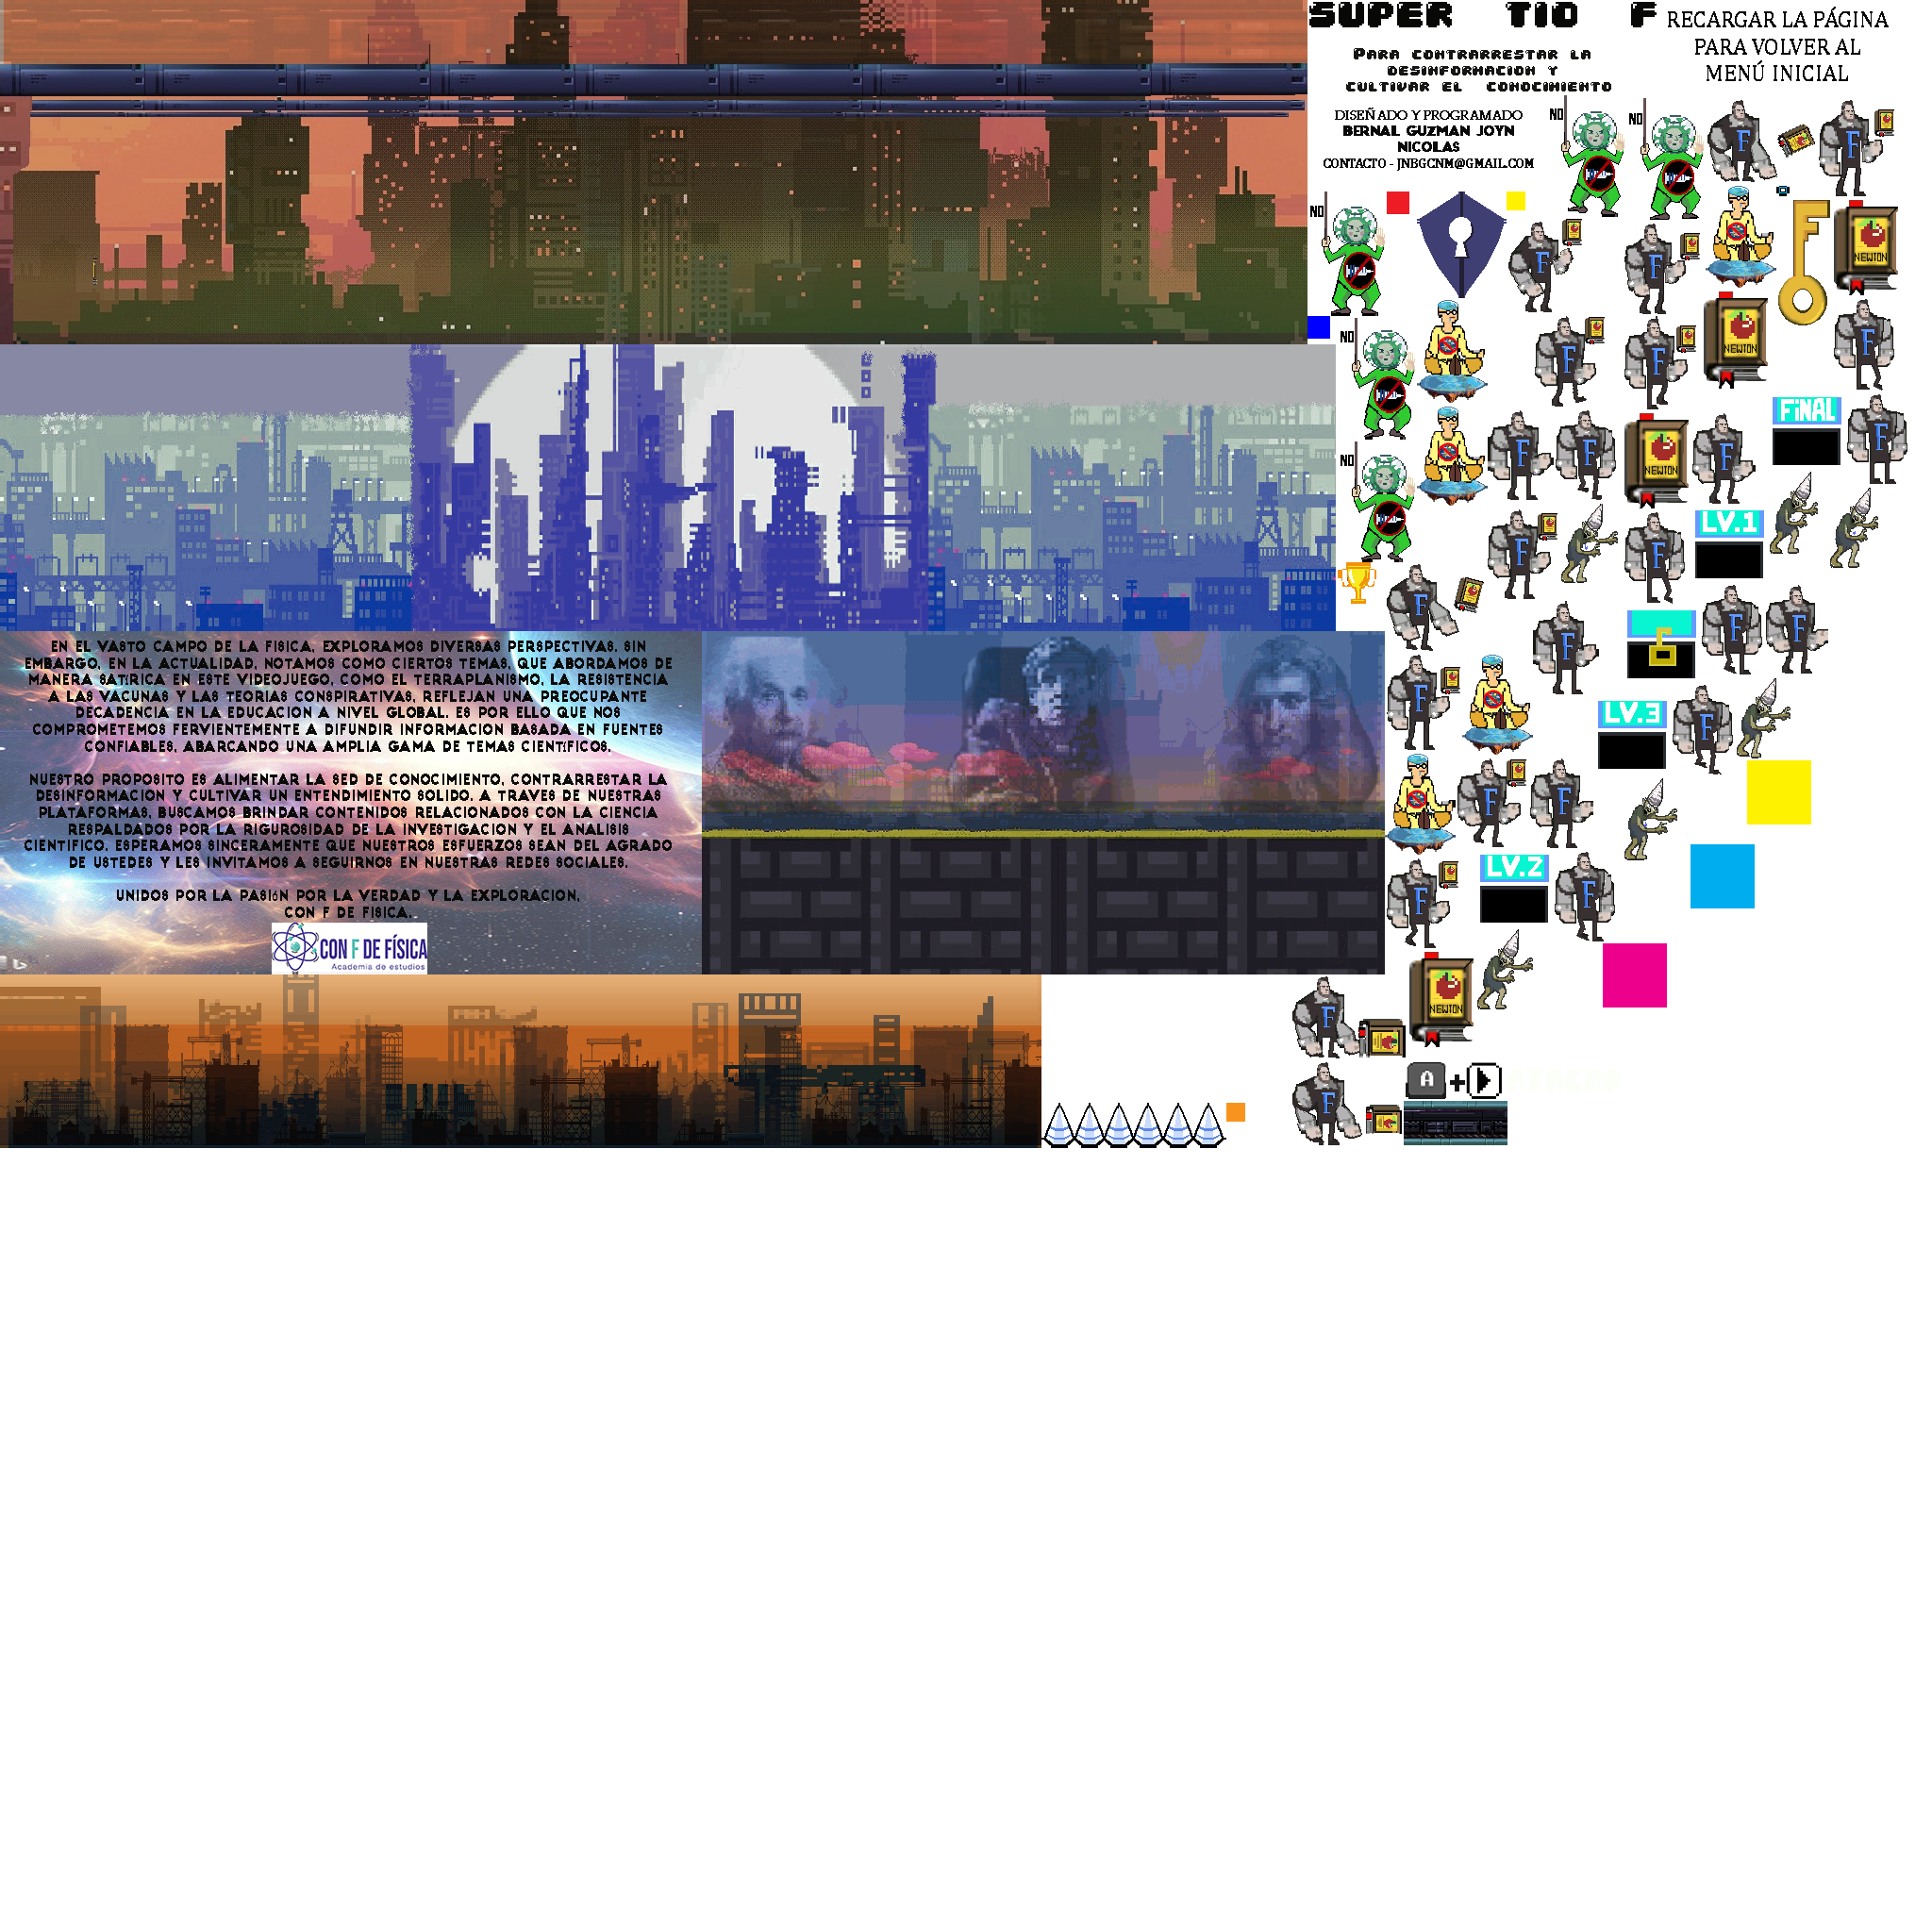 SUPER TIO F
RECARGAR LA PÁGINA
PARA VOLVER AL
MENÚ INICIAL
PARA CONTRARRESTAR LA
DESINFORMACION Y
CULTIVAR EL CONOCIMIENTO
DISEÑADO Y PROGRAMADO
BERNAL GUZMAN JOYN
NICOLAS
CONTACTO - JNBGCNM@GMAIL.COM
NO
NO
F
F
NO
F
F
F
NEWTON
NO
F
F
NEWTON
F
FiNAL
F
F
F
NEWTON
F
NO
LV.1
F
F
F
F
F
F
F
LV.3
F
F
F
F
LV.2
F
NEWTON
F
A +
F
EN EL VASTO CAMPO DE LA FISICA, EXPLORAMOS DIVERSAS PERSPECTIVAS. SIN
EMBARGO, EN LA ACTUALIDAD, NOTAMOS COMO CIERTOS TEMAS, QUE ABORDAMOS DE
MANERA SATíRICA EN ESTE VIDEOJUEGO, COMO EL TERRAPLANISMO, LA RESISTENCIA
A LAS VACUNAS Y LAS TEORIAS CONSPIRATIVAS, REFLEJAN UNA PREOCUPANTE
DECADENCIA EN LA EDUCACION A NIVEL GLOBAL. ES POR ELLO QUE NOS
COMPROMETEMOS FERVIENTEMENTE A DIFUNDIR INFORMACION BASADA EN FUENTES
CONFIABLES, ABARCANDO UNA AMPLIA GAMA DE TEMAS CIENTíFICOS.
NUESTRO PROPOSITO ES ALIMENTAR LA SED DE CONOCIMIENTO, CONTRARRESTAR LA
DESINFORMACION Y CULTIVAR UN ENTENDIMIENTO SOLIDO. A TRAVES DE NUESTRAS
PLATAFORMAS, BUSCAMOS BRINDAR CONTENIDOS RELACIONADOS CON LA CIENCIA
RESPALDADOS POR LA RIGUROSIDAD DE LA INVESTIGACION Y EL ANALISIS
CIENTIFICO. ESPERAMOS SINCERAMENTE QUE NUESTROS ESFUERZOS SEAN DEL AGRADO
DE USTEDES Y LES INVITAMOS A SEGUIRNOS EN NUESTRAS REDES SOCIALES.
UNIDOS POR LA PASIóN POR LA VERDAD Y LA EXPLORACION,
CON F DE FISICA.
CON F DE FÍSICA
Academia de estudios